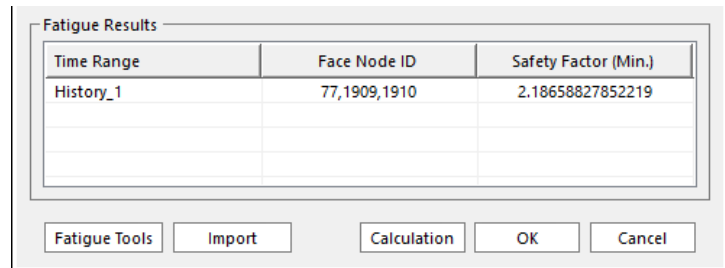 Fatigue Results
Time Range Face Node ID Safety Factor (Min.)
History_1 77,1909,1910 2.18658827852219
Fatigue Tools Import Calculation OK Cancel